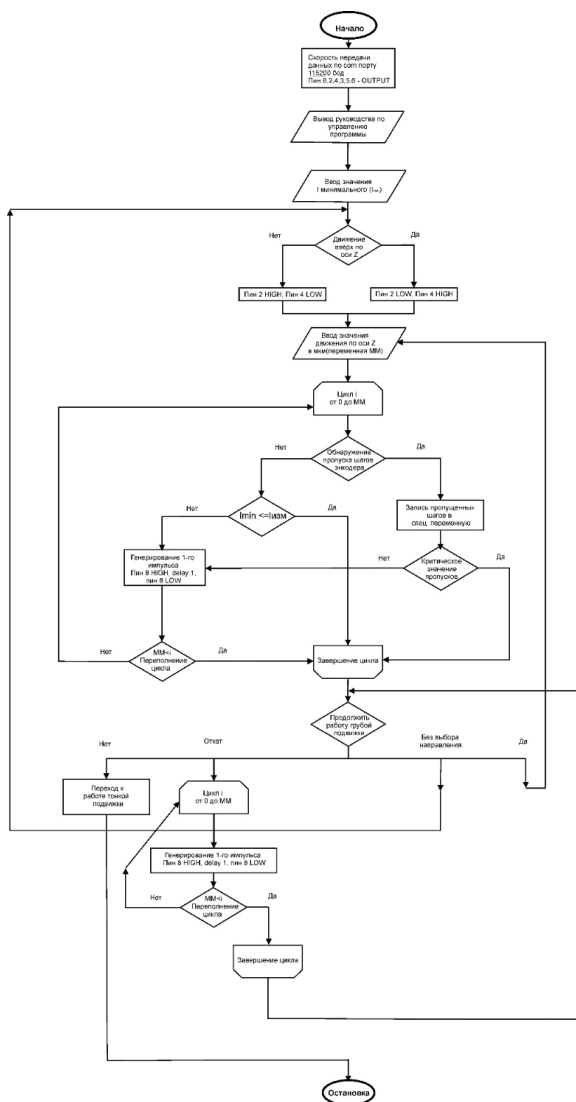 Начало
Скорость передачи
данных по com порту
115200 бод
Пин 6,2,4,3,5,8 - OUTPUT
Вывод руководства по
управлению
программы
Ввод значения
I минимального (Imin)
Нет
Движение
вверх по
оси Z
Да
Пин 2 HIGH, Пин 4 LOW
Пин 2 LOW, Пин 4 HIGH
Ввод значения
движения по оси Z
в мкм(переменная ММ)
Цикл i
от 0 до ММ
Нет
Обнаружение
пропуска шагов
энкодера
Да
Нет
Imin <=Iизм
Да
Запись пропущенных
шагов в
спец. переменную
Генерирование 1-го
импульса
Пин 8 HIGH, delay 1,
пин 8 LOW
Нет
Критическое
значение
пропусков
Да
Нет
ММ<i
Переполнение
цикла
Да
Завершение цикла
Продолжить
работу грубой
подвижки
Нет
Откат
Без выбора
направления
Да
Переход к
работе тонкой
подвижки
Цикл i
от 0 до ММ
Генерирование 1-го импульса
Пин 8 HIGH, delay 1, пин 8 LOW
Нет
ММ<i
Переполнение
цикла
Да
Завершение цикла
Остановка